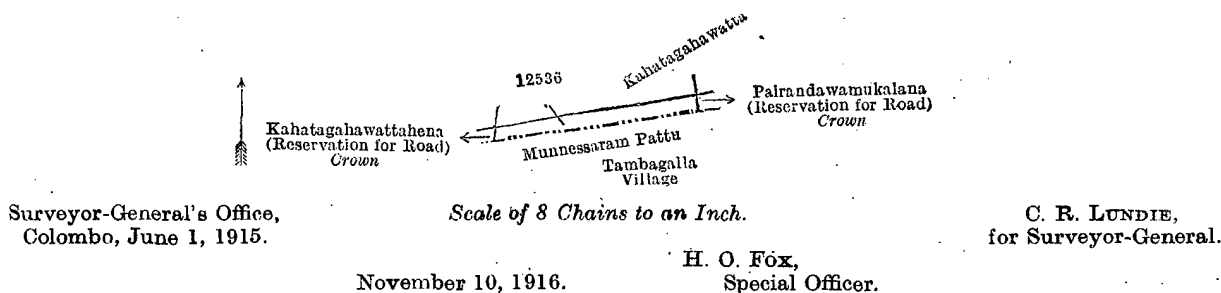 Kahatagahawatta
12536
Palrandawamukalana
(Reservation for Road)
Crown
Kahatagahawattahena
(Reservation for Road)
Crown
Munnessaram Pattu
Tambagalla
Village
Surveyor-General's Office,
Colombo, June 1, 1915.
Scale of 8 Chains to an Inch.
C. R. LUNDIE,
for Surveyor-General.
H. O. FOX,
November 10, 1916. Special Officer.